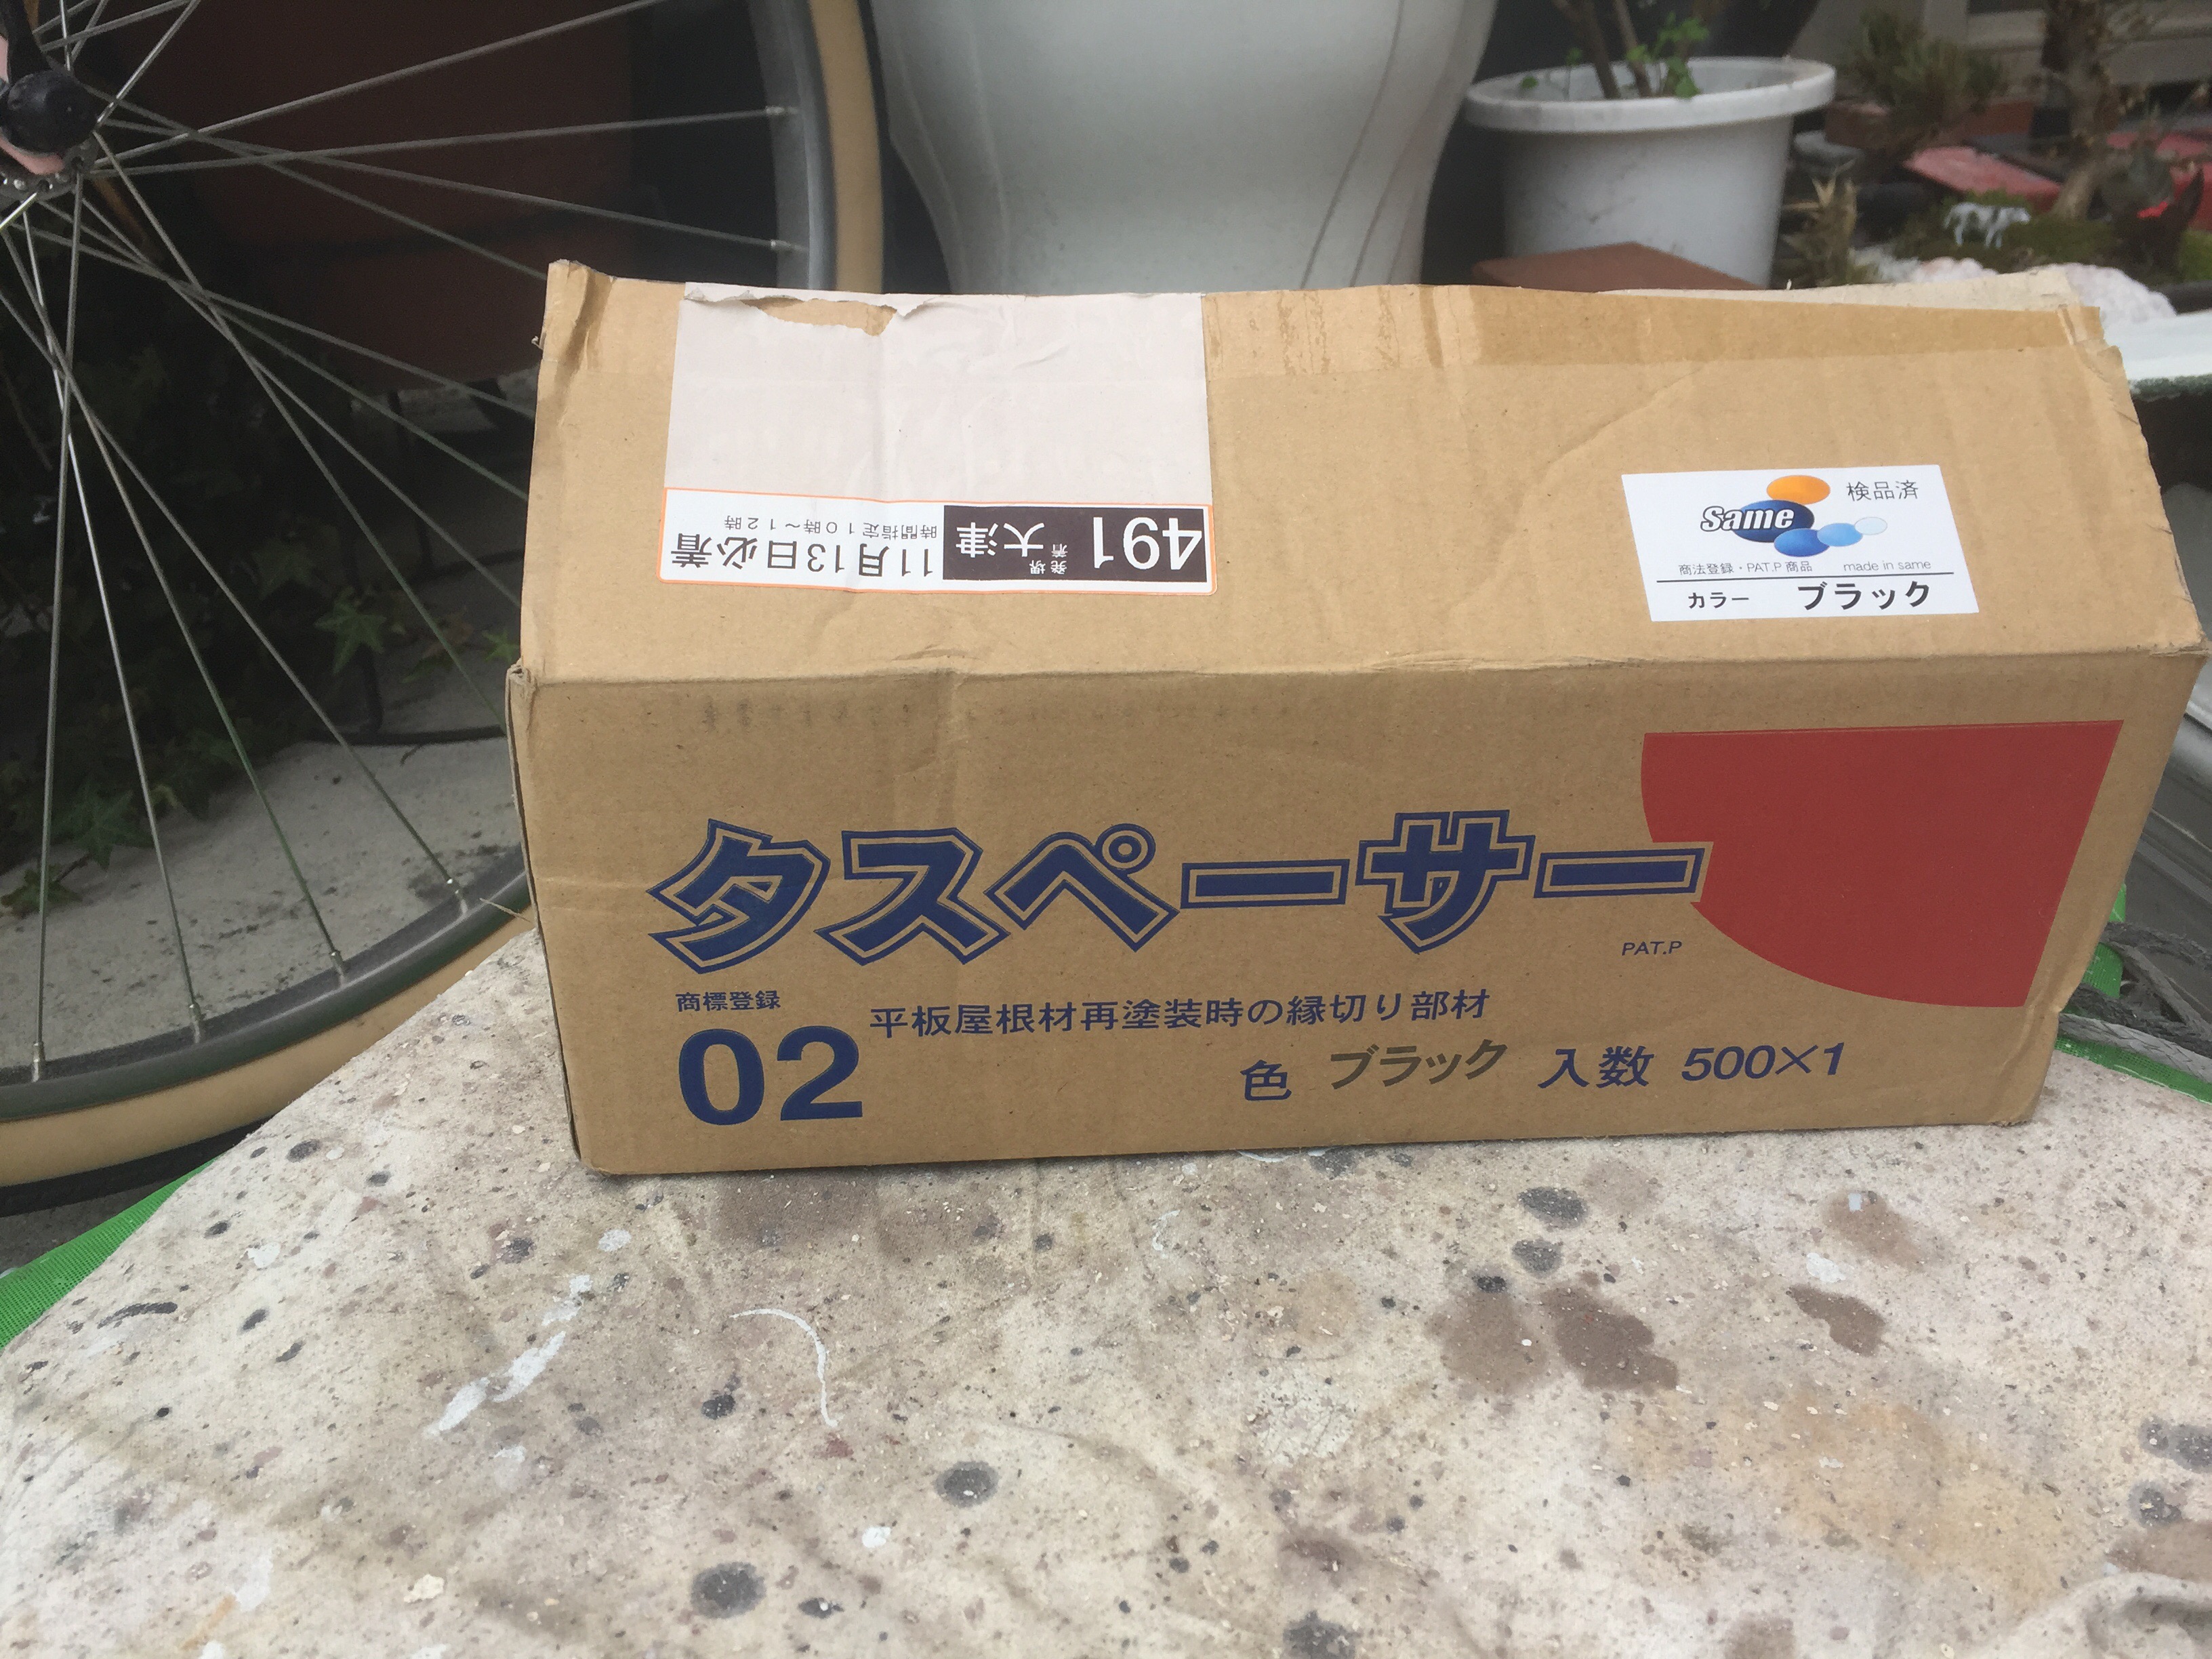 491 発 堺 着 大津 11月13日必着
時間指定10時～12時
Same 検品済
商法登録・PAT.P 商品 made in same
カラー ブラック
タスペーサー
PAT.P
商標登録
02 平板屋根材再塗装時の縁切り部材
色 ブラック 入数 500×1